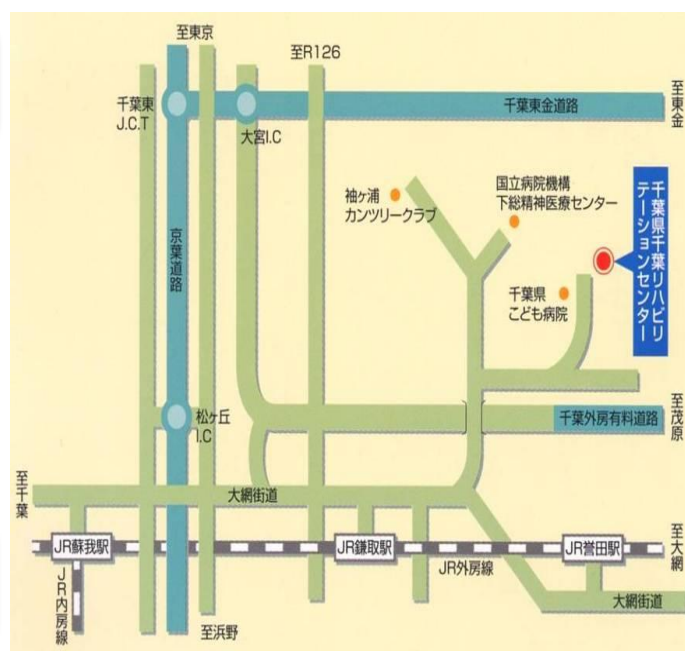 至東京
至R126
至東金
千葉東
J.C.T
大宮I.C
千葉東金道路
袖ヶ浦
カンツリークラブ
国立病院機構
下総精神医療センター
千葉県千葉リハビリ
テーションセンター
京葉道路
千葉県
こども病院
松ヶ丘
I.C
千葉外房有料道路
至茂原
至千葉
大網街道
JR蘇我駅
JR鎌取駅
JR誉田駅
至大網
JR外房線
JR内房線
大網街道
至浜野